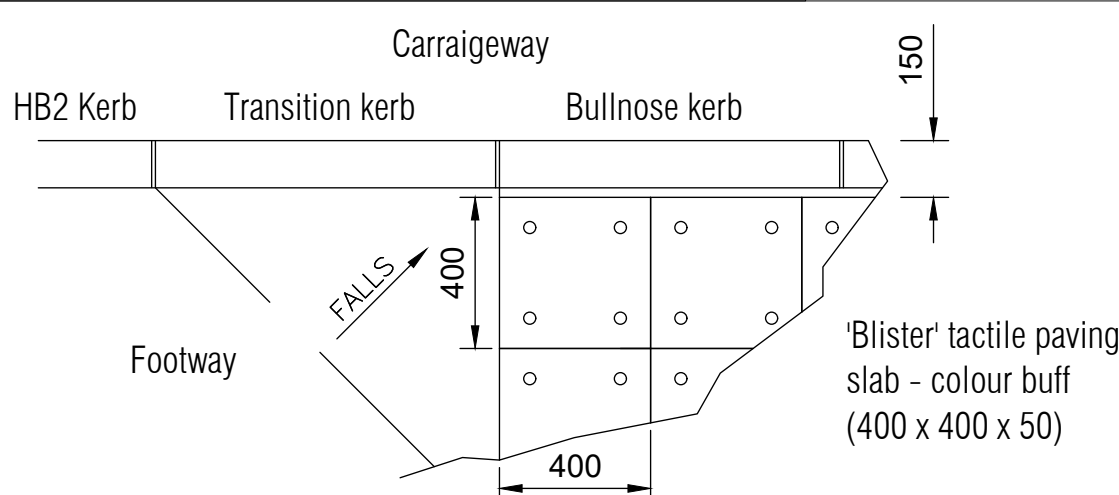 Carraigeway
150
HB2 Kerb
Transition kerb
Bullnose kerb
400
FALLS
Footway
'Blister' tactile paving
slab - colour buff
(400 x 400 x 50)
400